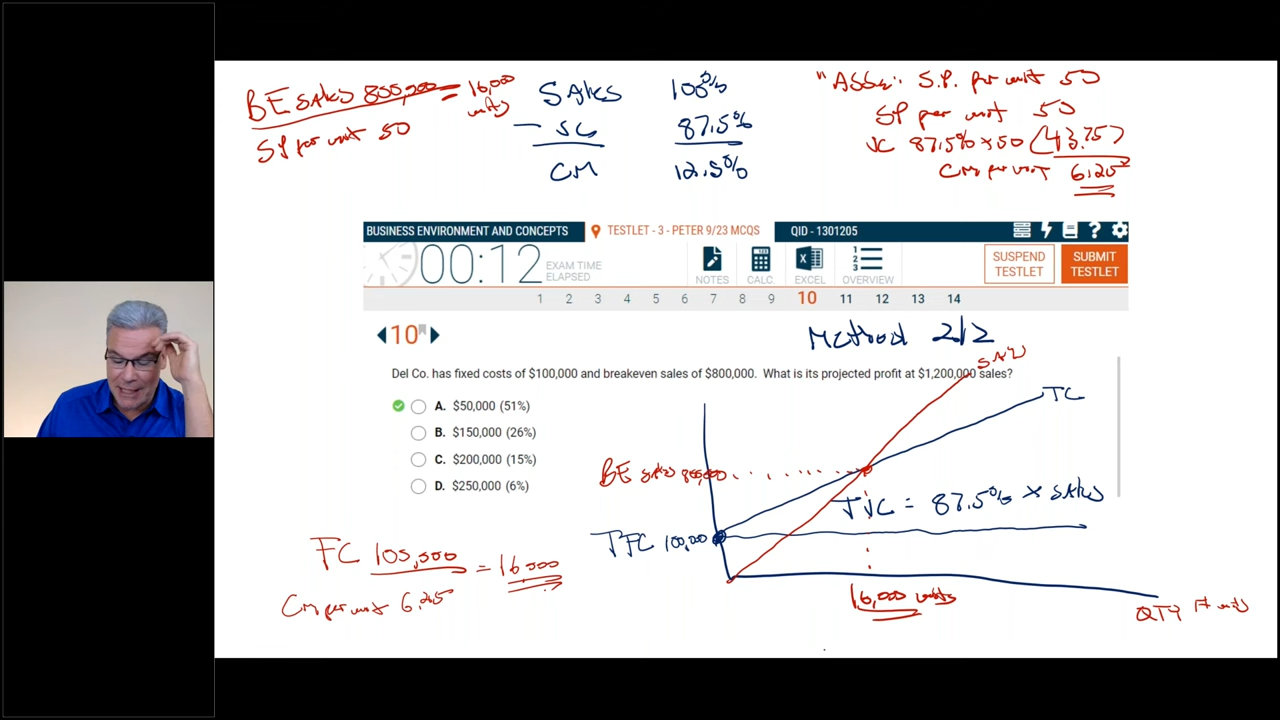 BE Sales 800,000 = 16,000 units
SP per unit 50
Sales 100%
- VC 87.5%
CM 12.5%
"Assu": S.P. per unit 50
SP per unit 50
VC 87.5% x 50 (43.75)
CM per unit 6.25
BUSINESS ENVIRONMENT AND CONCEPTS
TESTLET - 3 - PETER 9/23 MCQS
QID - 1301205
00:12 EXAM TIME ELAPSED
NOTES CALC. EXCEL OVERVIEW
SUSPEND TESTLET
SUBMIT TESTLET
1 2 3 4 5 6 7 8 9 10 11 12 13 14
10
Method 2/2
Del Co. has fixed costs of $100,000 and breakeven sales of $800,000. What is its projected profit at $1,200,000 sales?
A. $50,000 (51%)
B. $150,000 (26%)
C. $200,000 (15%)
D. $250,000 (6%)
TC
BE Sales 800,000
TVC = 87.5% x Sales
TFC 100,000
16,000 units
QTY # units
FC 100,000 = 16000
CM per unit 6.25